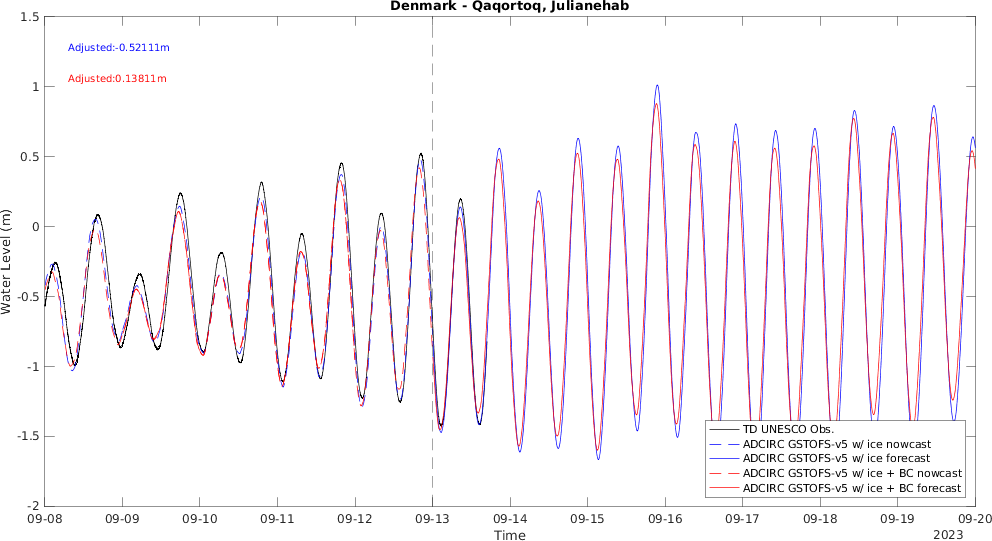 Denmark - Qaqortoq, Julianehab
Adjusted:-0.52111m
Adjusted:0.13811m
Water Level (m)
1.5
1
0.5
0
-0.5
-1
-1.5
-2
TD UNESCO Obs.
ADCIRC GSTOFS-v5 w/ ice nowcast
ADCIRC GSTOFS-v5 w/ ice forecast
ADCIRC GSTOFS-v5 w/ ice + BC nowcast
ADCIRC GSTOFS-v5 w/ ice + BC forecast
09-08 09-09 09-10 09-11 09-12 09-13 09-14 09-15 09-16 09-17 09-18 09-19 09-20
Time
2023